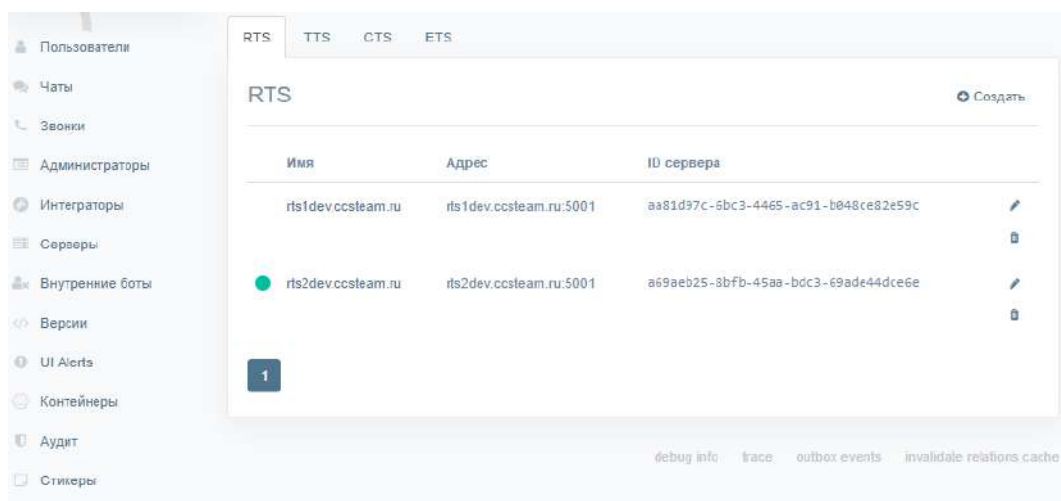 RTS TTS CTS ETS
Пользователи
Чаты
Звонки
Администраторы
Интеграторы
Серверы
Внутренние боты
Версии
UI Alerts
Контейнеры
Аудит
Стикеры
RTS
Создать
Имя Адрес ID сервера
rts1dev.ccsteam.ru rts1dev.ccsteam.ru:5001 aa81d97c-6bc3-4465-ac91-b048ce82e59c
rts2dev.ccsteam.ru rts2dev.ccsteam.ru:5001 a69aeb25-8bfb-45aa-bdc3-69ade44dce6e
1
debug info trace outbox events invalidate relations cache